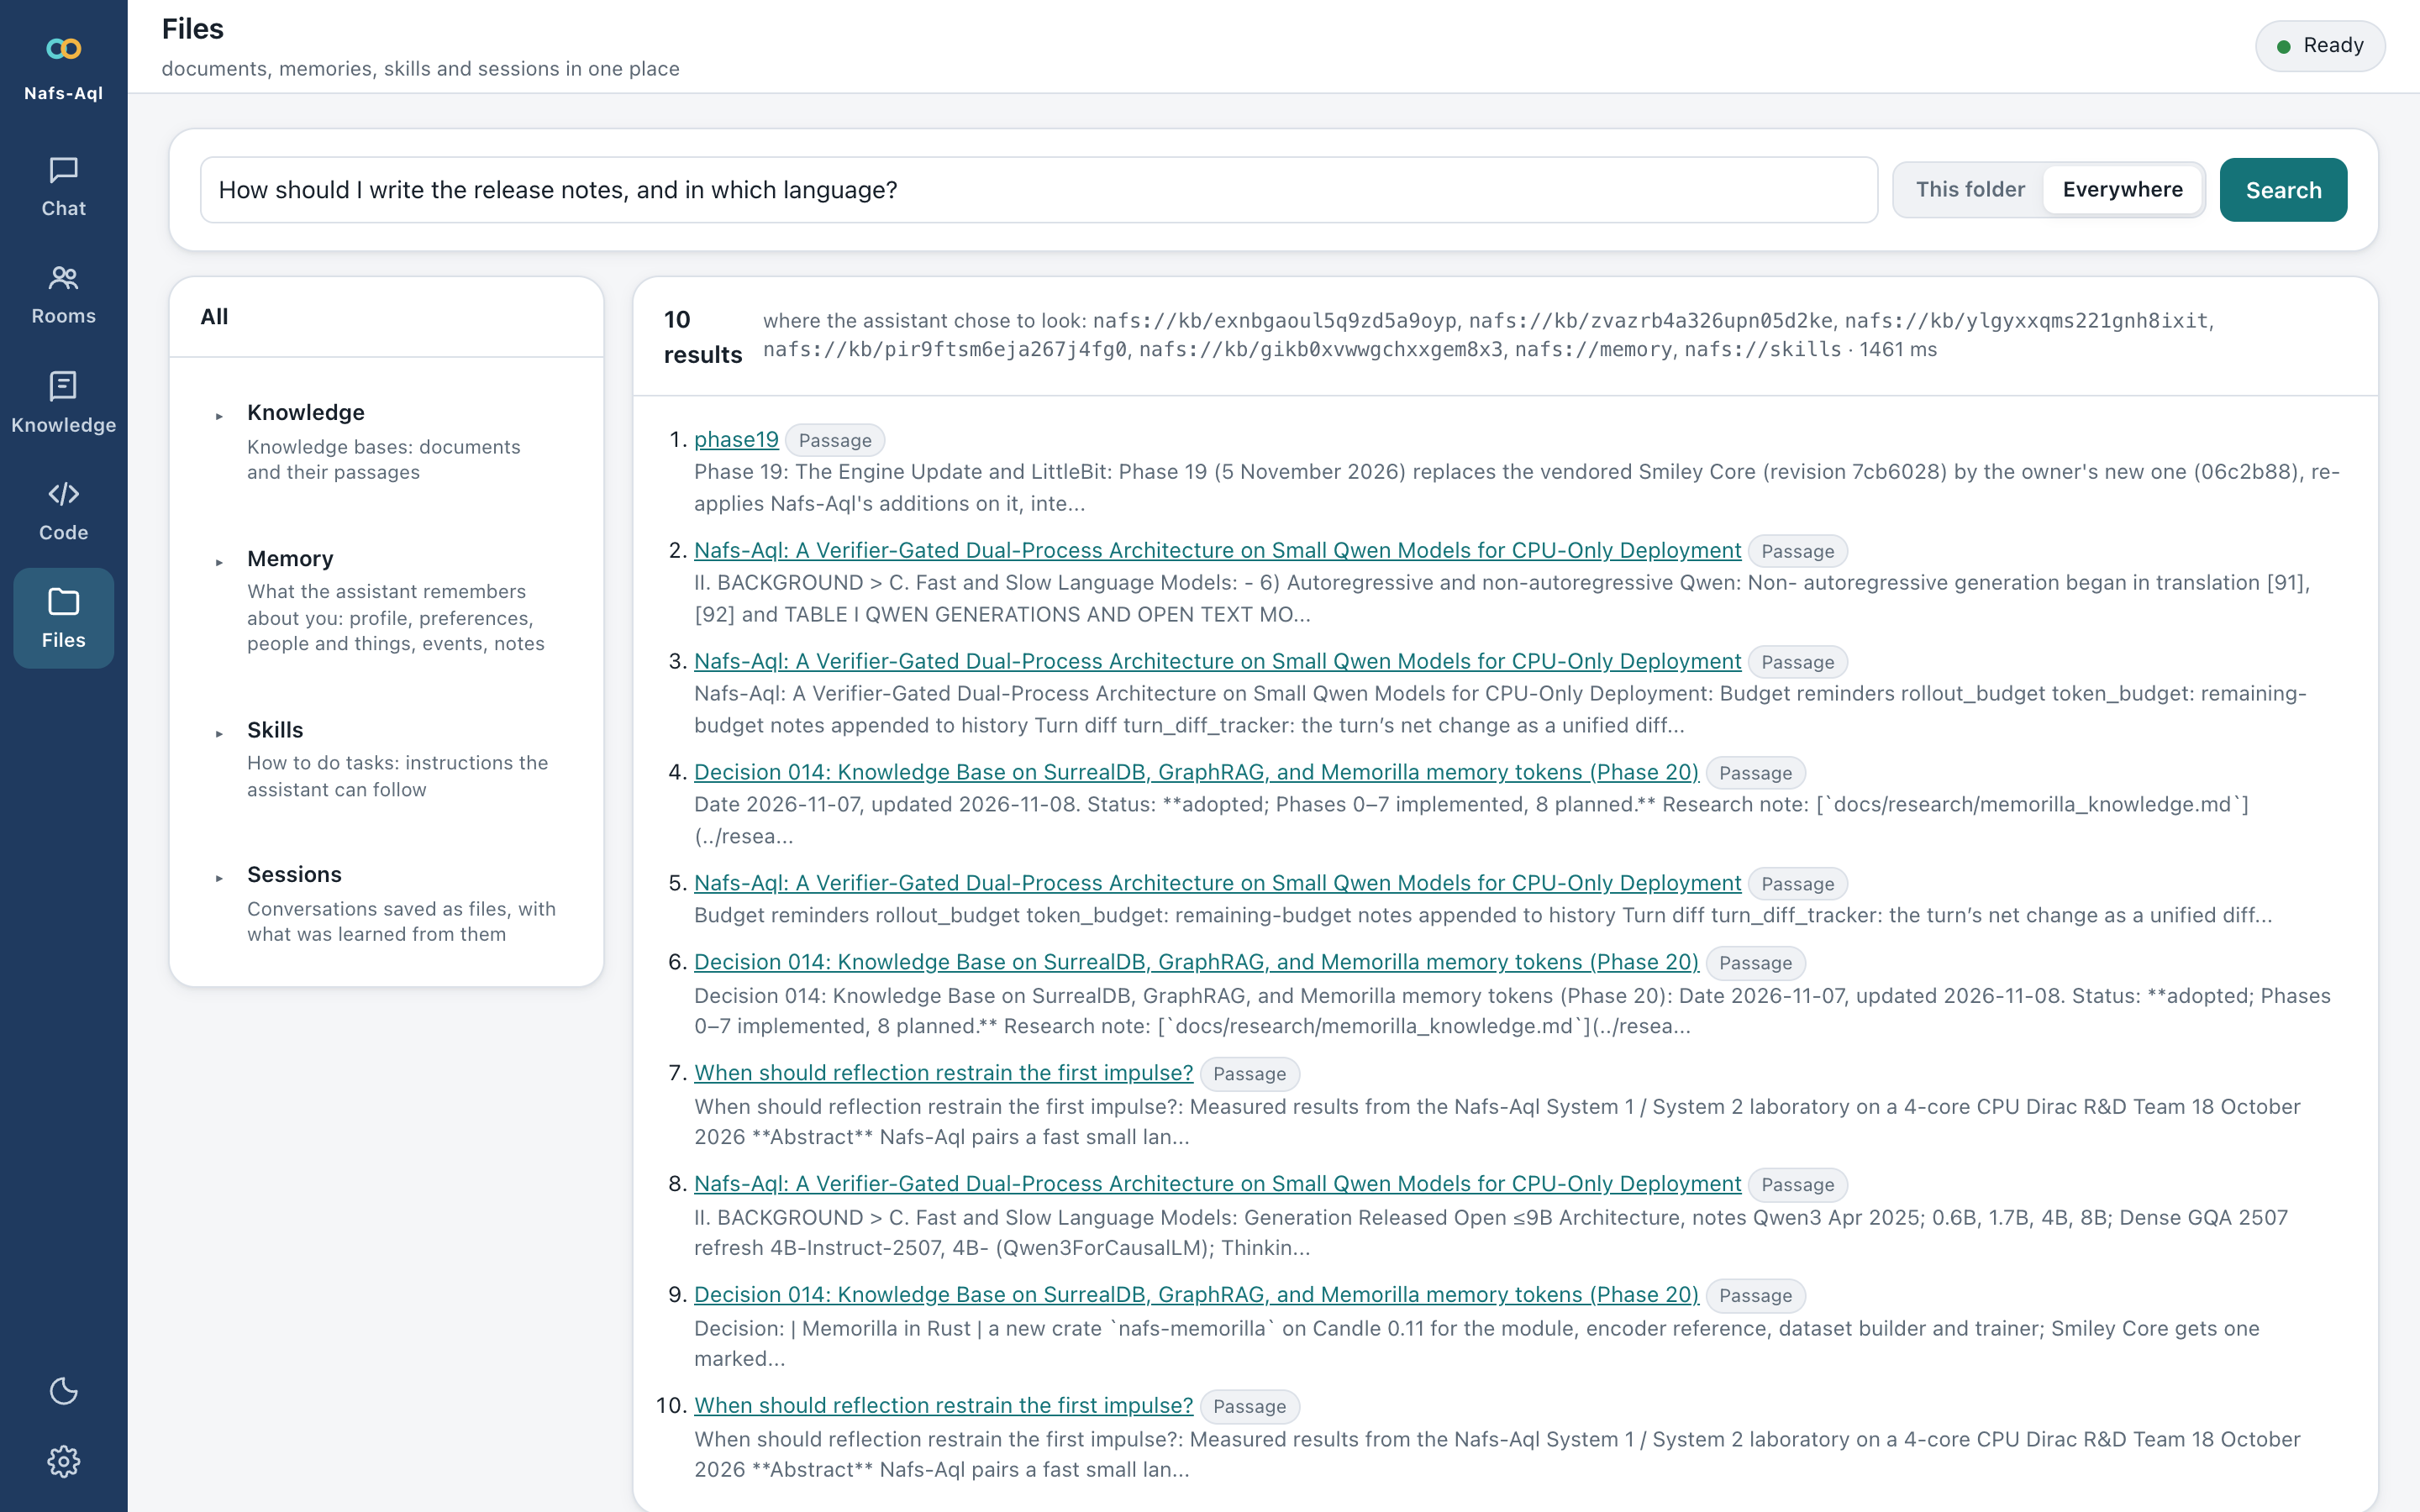 Nafs-Aql
Chat
Rooms
Knowledge
Code
Files
Files
documents, memories, skills and sessions in one place
Ready
How should I write the release notes, and in which language?
This folder
Everywhere
Search
All
Knowledge
Knowledge bases: documents
and their passages
Memory
What the assistant remembers
about you: profile, preferences,
people and things, events, notes
Skills
How to do tasks: instructions the
assistant can follow
Sessions
Conversations saved as files, with
what was learned from them
10
results
where the assistant chose to look: nafs://kb/exnbgaoul5q9zd5a9oyp, nafs://kb/zvazrb4a326upn05d2ke, nafs://kb/ylgyxxqms221gnh8ixit,
nafs://kb/pir9ftsm6eja267j4fg0, nafs://kb/gikb0xvwwgchxxgem8x3, nafs://memory, nafs://skills · 1461 ms
1. phase19 Passage
Phase 19: The Engine Update and LittleBit: Phase 19 (5 November 2026) replaces the vendored Smiley Core (revision 7cb6028) by the owner's new one (06c2b88), re-
applies Nafs-Aql's additions on it, inte...
2. Nafs-Aql: A Verifier-Gated Dual-Process Architecture on Small Qwen Models for CPU-Only Deployment Passage
II. BACKGROUND > C. Fast and Slow Language Models: - 6) Autoregressive and non-autoregressive Qwen: Non- autoregressive generation began in translation [91],
[92] and TABLE I QWEN GENERATIONS AND OPEN TEXT MO...
3. Nafs-Aql: A Verifier-Gated Dual-Process Architecture on Small Qwen Models for CPU-Only Deployment Passage
Nafs-Aql: A Verifier-Gated Dual-Process Architecture on Small Qwen Models for CPU-Only Deployment: Budget reminders rollout_budget token_budget: remaining-
budget notes appended to history Turn diff turn_diff_tracker: the turn’s net change as a unified diff...
4. Decision 014: Knowledge Base on SurrealDB, GraphRAG, and Memorilla memory tokens (Phase 20) Passage
Date 2026-11-07, updated 2026-11-08. Status: **adopted; Phases 0–7 implemented, 8 planned.** Research note: [`docs/research/memorilla_knowledge.md`]
(../resea...
5. Nafs-Aql: A Verifier-Gated Dual-Process Architecture on Small Qwen Models for CPU-Only Deployment Passage
Budget reminders rollout_budget token_budget: remaining-budget notes appended to history Turn diff turn_diff_tracker: the turn’s net change as a unified diff...
6. Decision 014: Knowledge Base on SurrealDB, GraphRAG, and Memorilla memory tokens (Phase 20) Passage
Decision 014: Knowledge Base on SurrealDB, GraphRAG, and Memorilla memory tokens (Phase 20): Date 2026-11-07, updated 2026-11-08. Status: **adopted; Phases
0–7 implemented, 8 planned.** Research note: [`docs/research/memorilla_knowledge.md`](../resea...
7. When should reflection restrain the first impulse? Passage
When should reflection restrain the first impulse?: Measured results from the Nafs-Aql System 1 / System 2 laboratory on a 4-core CPU Dirac R&D Team 18 October
2026 **Abstract** Nafs-Aql pairs a fast small lan...
8. Nafs-Aql: A Verifier-Gated Dual-Process Architecture on Small Qwen Models for CPU-Only Deployment Passage
II. BACKGROUND > C. Fast and Slow Language Models: Generation Released Open ≤9B Architecture, notes Qwen3 Apr 2025; 0.6B, 1.7B, 4B, 8B; Dense GQA 2507
refresh 4B-Instruct-2507, 4B- (Qwen3ForCausalLM); Thinkin...
9. Decision 014: Knowledge Base on SurrealDB, GraphRAG, and Memorilla memory tokens (Phase 20) Passage
Decision: | Memorilla in Rust | a new crate `nafs-memorilla` on Candle 0.11 for the module, encoder reference, dataset builder and trainer; Smiley Core gets one
marked...
10. When should reflection restrain the first impulse? Passage
When should reflection restrain the first impulse?: Measured results from the Nafs-Aql System 1 / System 2 laboratory on a 4-core CPU Dirac R&D Team 18 October
2026 **Abstract** Nafs-Aql pairs a fast small lan...